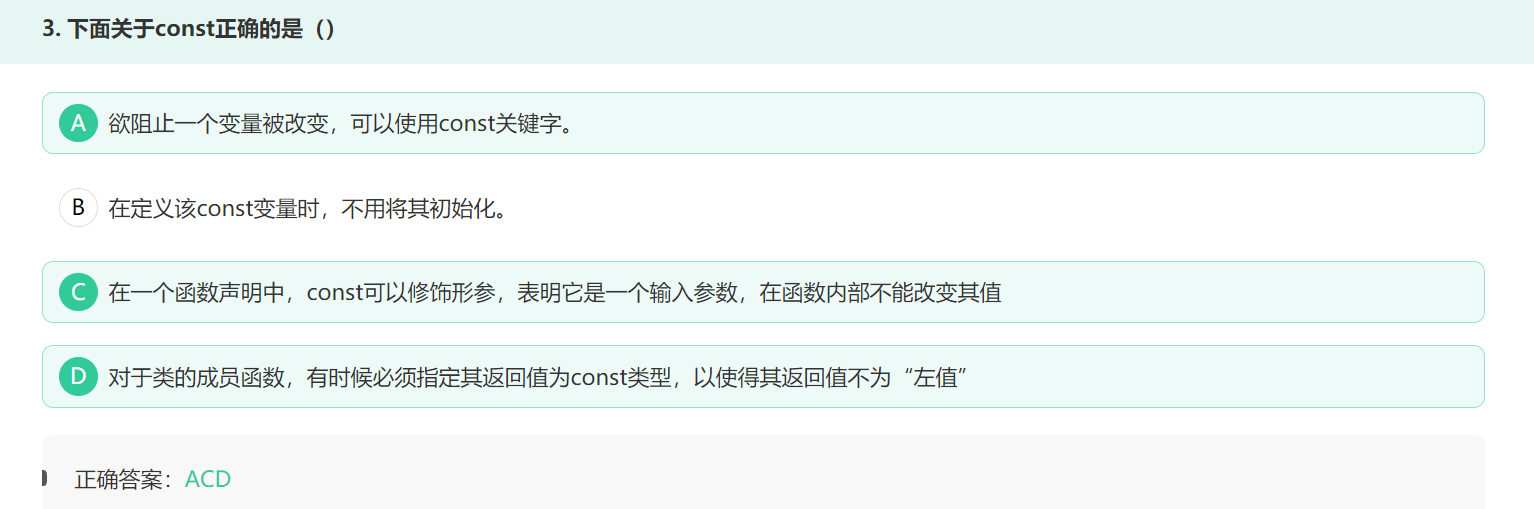 3. 下面关于const正确的是（）
A 欲阻止一个变量被改变，可以使用const关键字。
B 在定义该const变量时，不用将其初始化。
C 在一个函数声明中，const可以修饰形参，表明它是一个输入参数，在函数内部不能改变其值
D 对于类的成员函数，有时候必须指定其返回值为const类型，以使得其返回值不为“左值”
正确答案：ACD